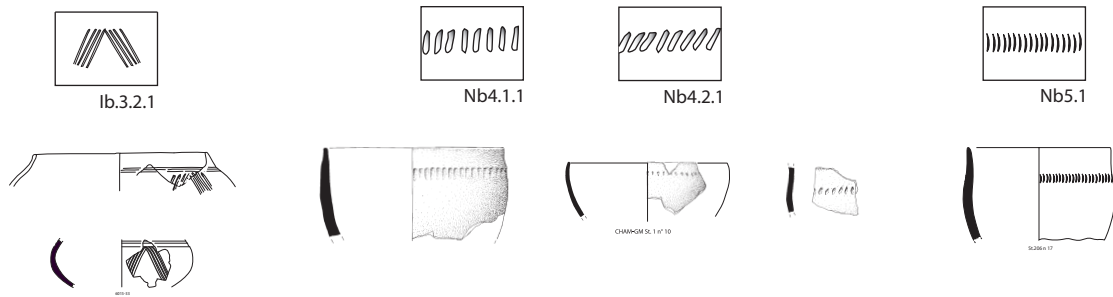 Ib.3.2.1
Nb4.1.1
Nb4.2.1
Nb5.1
CHAM-GM St. 1 n° 10
St.206 n 17